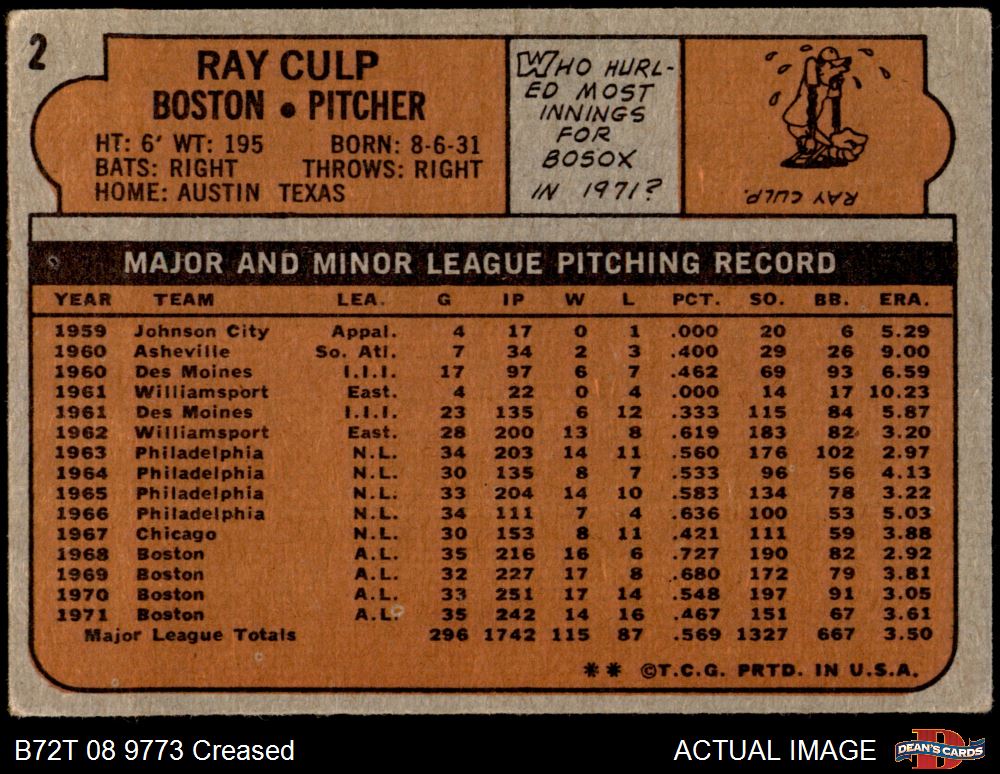 2
RAY CULP
BOSTON • PITCHER
HT: 6' WT: 195 BORN: 8-6-31
BATS: RIGHT THROWS: RIGHT
HOME: AUSTIN TEXAS
WHO HURL-
ED MOST
INNINGS
FOR
BOSOX
IN 1971?
RAY CULP.
MAJOR AND MINOR LEAGUE PITCHING RECORD
YEAR TEAM LEA. G IP W L PCT. SO. BB. ERA.
1959 Johnson City Appal. 4 17 0 1 .000 20 6 5.29
1960 Asheville So. Atl. 7 34 2 3 .400 29 26 9.00
1960 Des Moines I.I.I. 17 97 6 7 .462 69 93 6.59
1961 Williamsport East. 4 22 0 4 .000 14 17 10.23
1961 Des Moines I.I.I. 23 135 6 12 .333 115 84 5.87
1962 Williamsport East. 28 200 13 8 .619 183 82 3.20
1963 Philadelphia N.L. 34 203 14 11 .560 176 102 2.97
1964 Philadelphia N.L. 30 135 8 7 .533 96 56 4.13
1965 Philadelphia N.L. 33 204 14 10 .583 134 78 3.22
1966 Philadelphia N.L. 34 111 7 4 .636 100 53 5.03
1967 Chicago N.L. 30 153 8 11 .421 111 59 3.88
1968 Boston A.L. 35 216 16 6 .727 190 82 2.92
1969 Boston A.L. 32 227 17 8 .680 172 79 3.81
1970 Boston A.L. 33 251 17 14 .548 197 91 3.05
1971 Boston A.L. 35 242 14 16 .467 151 67 3.61
Major League Totals 296 1742 115 87 .569 1327 667 3.50
** ©T.C.G. PRTD. IN U.S.A.
B72T 08 9773 Creased ACTUAL IMAGE
D
DEAN'S CARDS